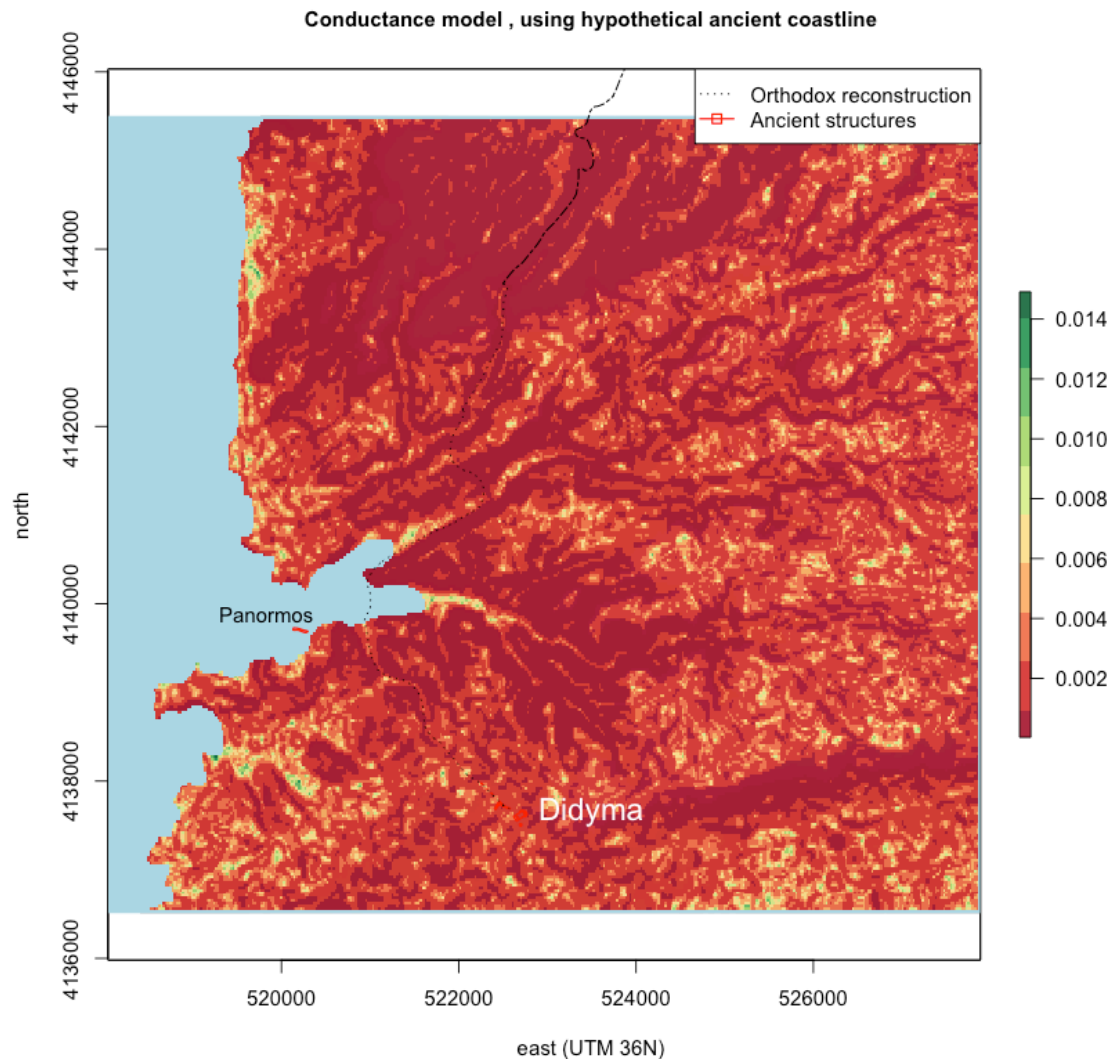 Conductance model , using hypothetical ancient coastline
Orthodox reconstruction
Ancient structures
4146000
4144000
4142000
4140000
4138000
4136000
north
Panormos
Didyma
0.014
0.012
0.010
0.008
0.006
0.004
0.002
520000
522000
524000
526000
east (UTM 36N)